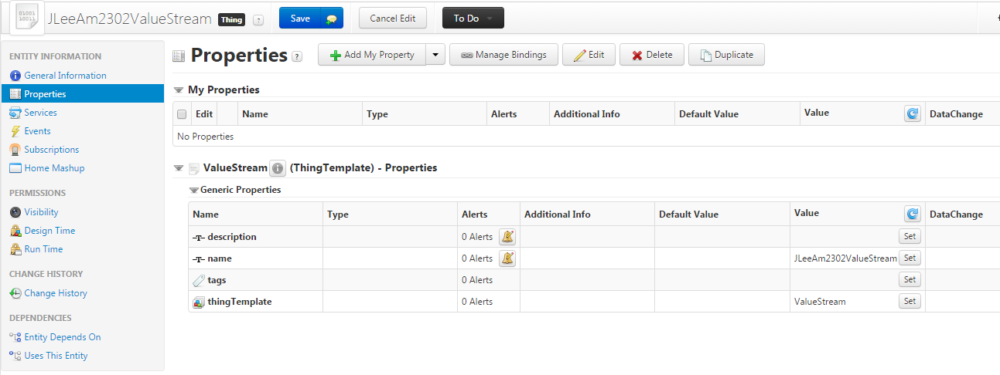 01001
10011
JLeeAm2302ValueStream Thing ? Save Cancel Edit To Do
ENTITY INFORMATION
General Information
Properties
Services
Events
Subscriptions
Home Mashup
PERMISSIONS
Visibility
Design Time
Run Time
CHANGE HISTORY
Change History
DEPENDENCIES
Entity Depends On
Uses This Entity
Properties ? Add My Property Manage Bindings Edit Delete Duplicate
My Properties
Edit Name Type Alerts Additional Info Default Value Value DataChange
No Properties
ValueStream i (ThingTemplate) - Properties
Generic Properties
Name Type Alerts Additional Info Default Value Value DataChange
T description 0 Alerts Set
T name 0 Alerts JLeeAm2302ValueStream Set
tags 0 Alerts Set
thingTemplate 0 Alerts ValueStream Set